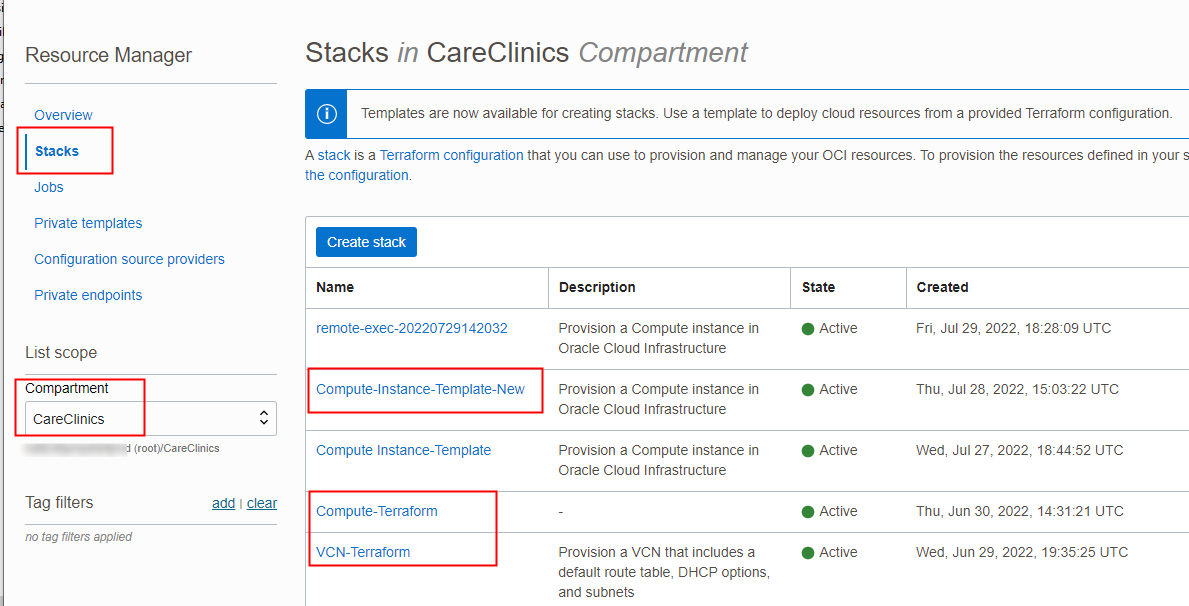 Resource Manager
Overview
Stacks
Jobs
Private templates
Configuration source providers
Private endpoints
List scope
Compartment
CareClinics
(root)/CareClinics
Tag filters
add | clear
no tag filters applied
Stacks in CareClinics Compartment
Templates are now available for creating stacks. Use a template to deploy cloud resources from a provided Terraform configuration.
A stack is a Terraform configuration that you can use to provision and manage your OCI resources. To provision the resources defined in your s
the configuration.
Create stack
Name Description State Created
remote-exec-20220729142032 Provision a Compute instance in Active Fri, Jul 29, 2022, 18:28:09 UTC
Oracle Cloud Infrastructure
Compute-Instance-Template-New Provision a Compute instance in Active Thu, Jul 28, 2022, 15:03:22 UTC
Oracle Cloud Infrastructure
Compute Instance-Template Provision a Compute instance in Active Wed, Jul 27, 2022, 18:44:52 UTC
Oracle Cloud Infrastructure
Compute-Terraform - Active Thu, Jun 30, 2022, 14:31:21 UTC
VCN-Terraform Provision a VCN that includes a Active Wed, Jun 29, 2022, 19:35:25 UTC
default route table, DHCP options,
and subnets